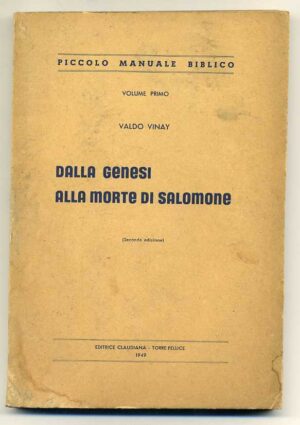 PICCOLO MANUALE BIBLICO
VOLUME PRIMO
VALDO VINAY
DALLA GENESI
ALLA MORTE DI SALOMONE
(Seconda edizione)
EDITRICE CLAUDIANA - TORRE PELLICE
1949